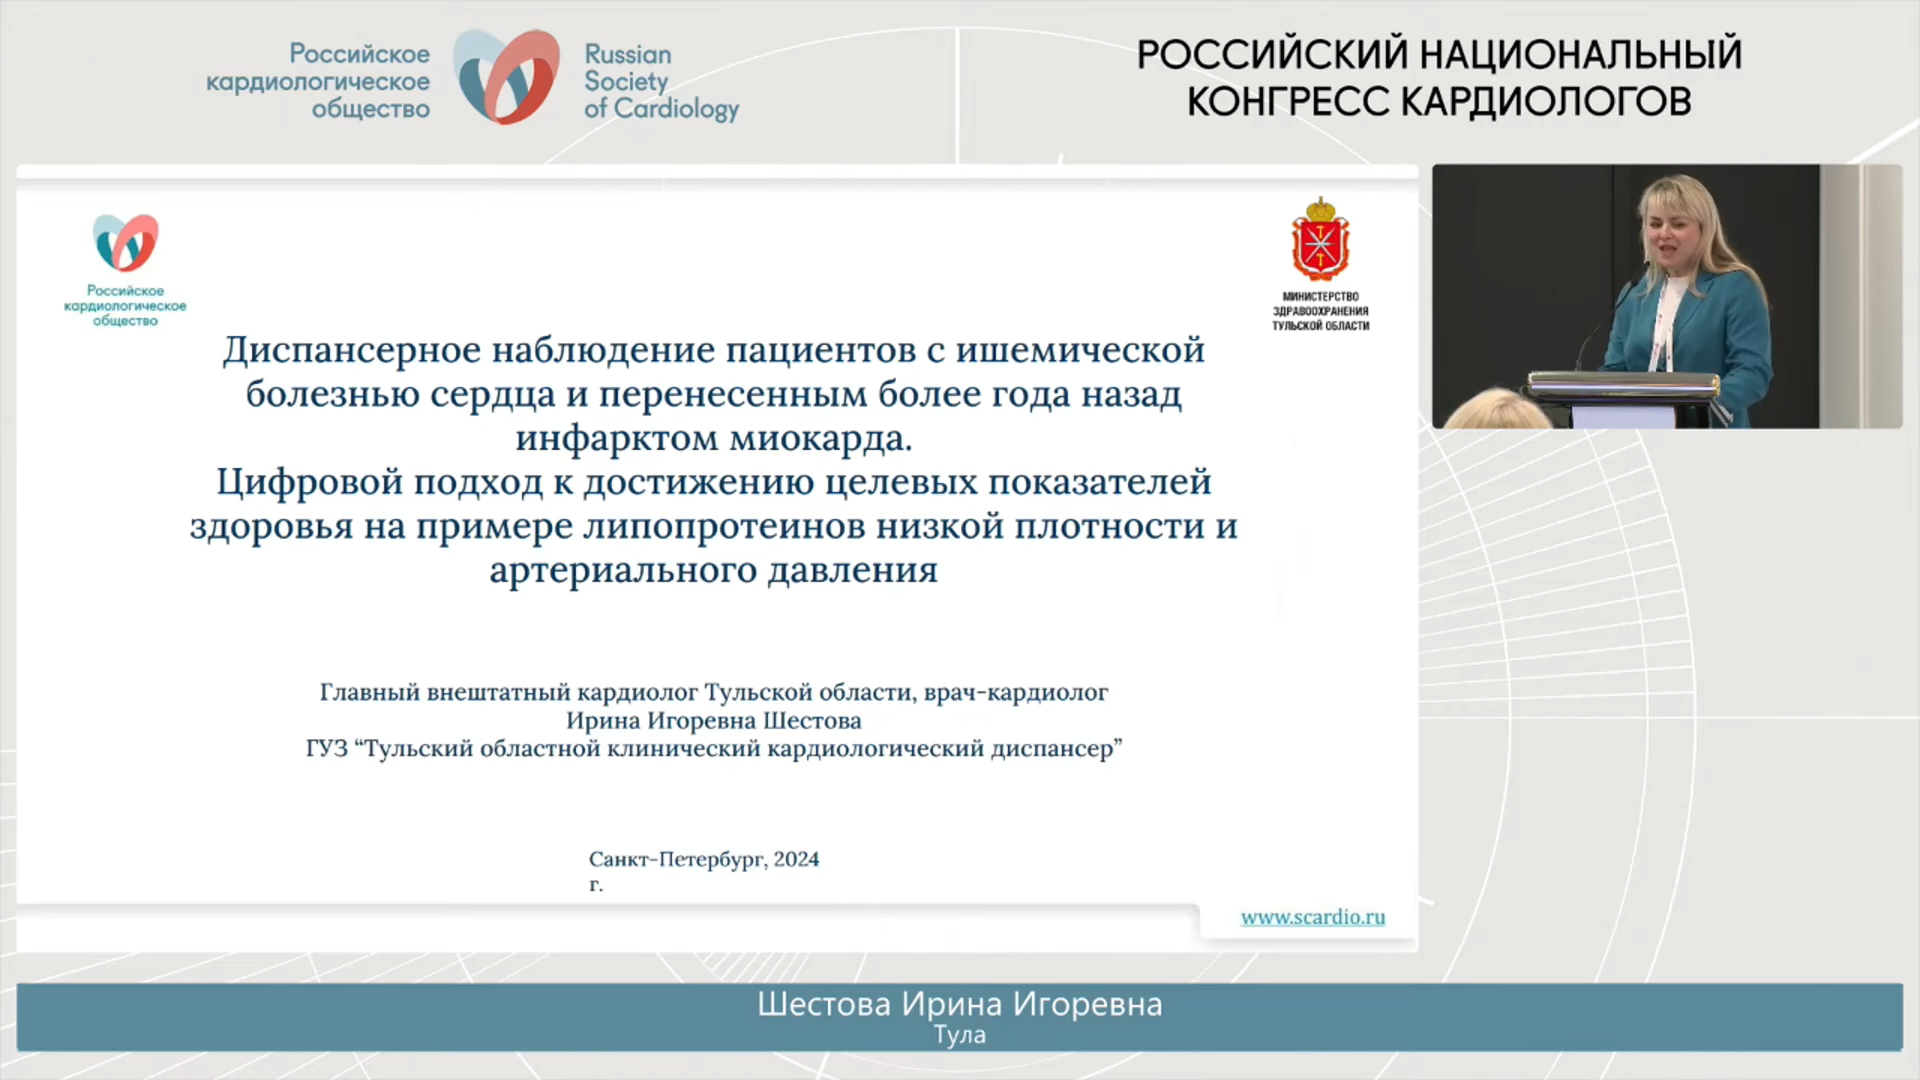 Российское
кардиологическое
общество
Russian
Society
of Cardiology
РОССИЙСКИЙ НАЦИОНАЛЬНЫЙ
КОНГРЕСС КАРДИОЛОГОВ
Российское
кардиологическое
общество
МИНИСТЕРСТВО
ЗДРАВООХРАНЕНИЯ
ТУЛЬСКОЙ ОБЛАСТИ
Диспансерное наблюдение пациентов с ишемической
болезнью сердца и перенесенным более года назад
инфарктом миокарда.
Цифровой подход к достижению целевых показателей
здоровья на примере липопротеинов низкой плотности и
артериального давления
Главный внештатный кардиолог Тульской области, врач-кардиолог
Ирина Игоревна Шестова
ГУЗ “Тульский областной клинический кардиологический диспансер”
Санкт-Петербург, 2024
г.
www.scardio.ru
Шестова Ирина Игоревна
Тула